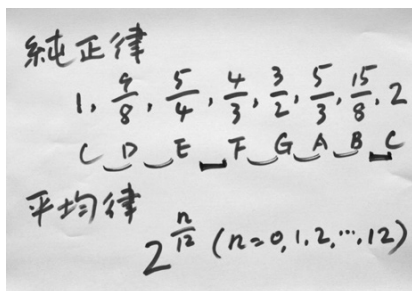 純正律
1, 9/8, 5/4, 4/3, 3/2, 5/3, 15/8, 2
C D E F G A B C
平均律
2^(n/12) (n=0,1,2,…,12)